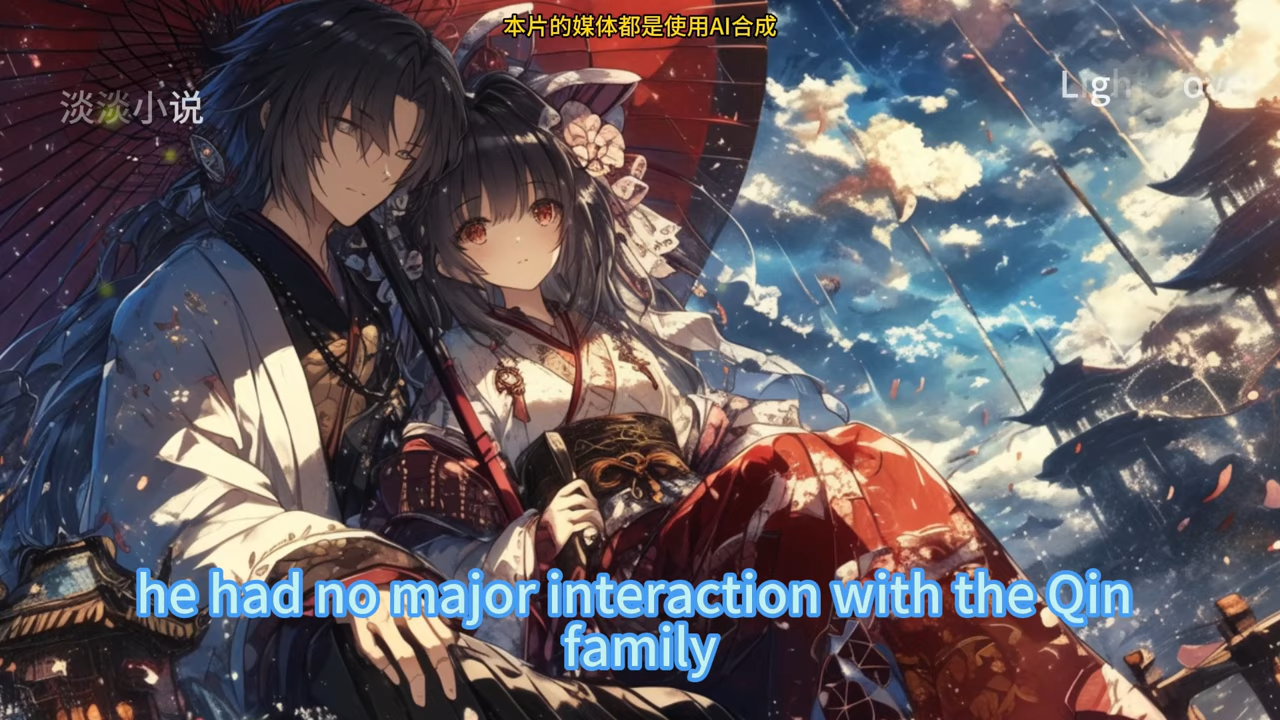 本片的媒体都是使用AI合成
淡淡小说
Light
he had no major interaction with the Qin
family